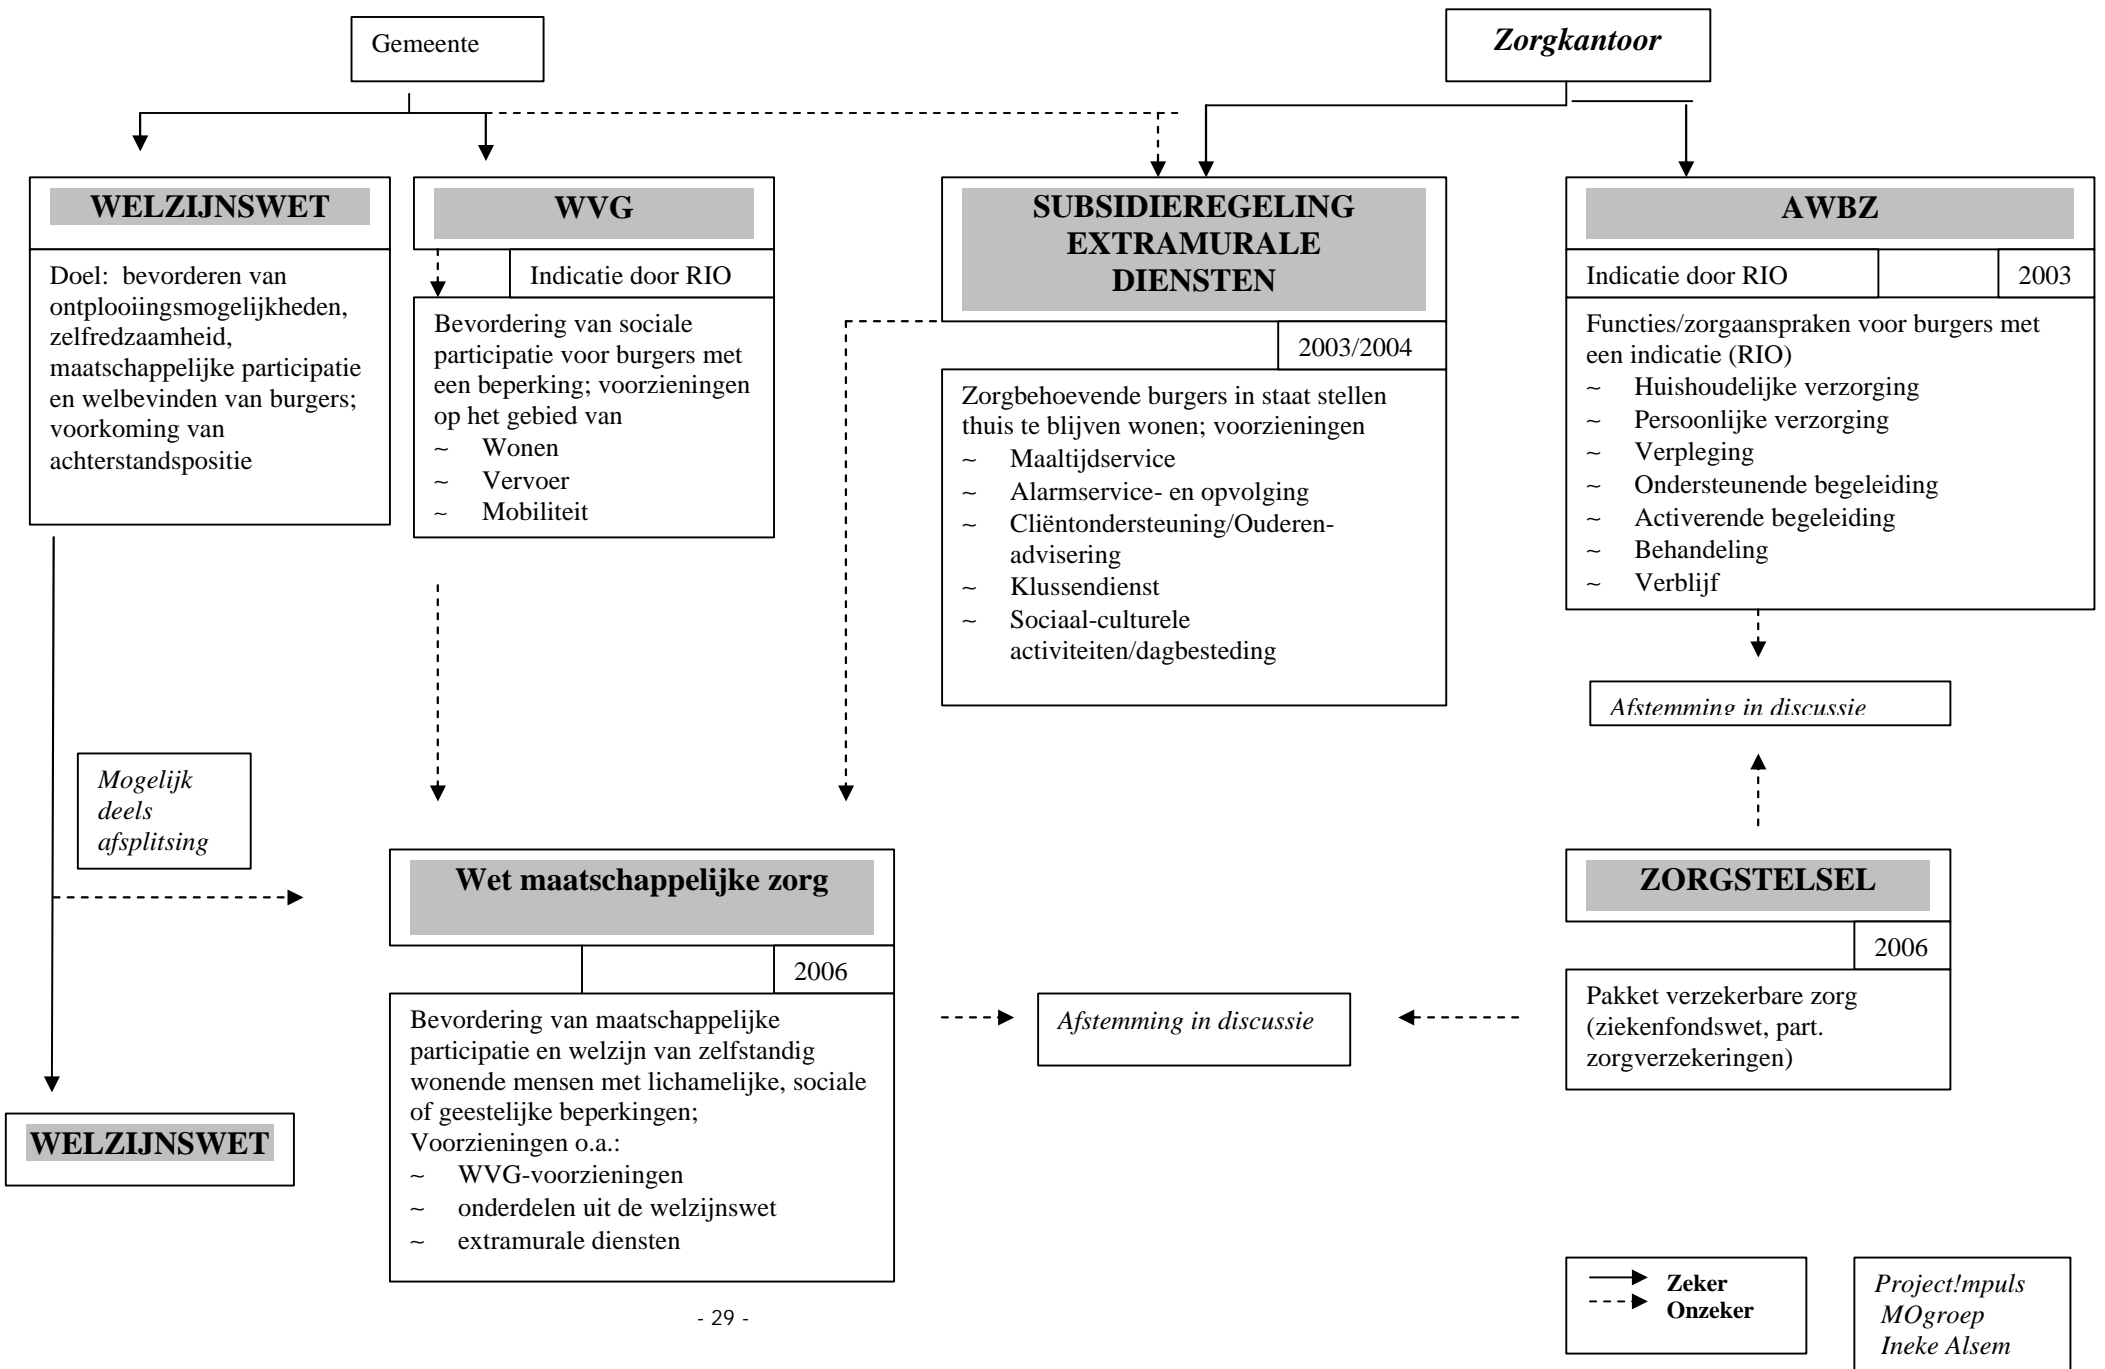 Gemeente
Zorgkantoor
WELZIJNSWET
Doel:  bevorderen van
ontplooiingsmogelijkheden,
zelfredzaamheid,
maatschappelijke participatie
en welbevinden van burgers;
voorkoming van
achterstandspositie
WVG
Indicatie door RIO
Bevordering van sociale
participatie voor burgers met
een beperking; voorzieningen
op het gebied van
~ Wonen
~ Vervoer
~ Mobiliteit
SUBSIDIEREGELING
EXTRAMURALE
DIENSTEN
2003/2004
Zorgbehoevende burgers in staat stellen
thuis te blijven wonen; voorzieningen
~ Maaltijdservice
~ Alarmservice- en opvolging
~ Cliëntondersteuning/Ouderen-
advisering
~ Klussendienst
~ Sociaal-culturele
activiteiten/dagbesteding
AWBZ
Indicatie door RIO
2003
Functies/zorgaanspraken voor burgers met
een indicatie (RIO)
~ Huishoudelijke verzorging
~ Persoonlijke verzorging
~ Verpleging
~ Ondersteunende begeleiding
~ Activerende begeleiding
~ Behandeling
~ Verblijf
Afstemming in discussie
Mogelijk
deels
afsplitsing
Wet maatschappelijke zorg
2006
Bevordering van maatschappelijke
participatie en welzijn van zelfstandig
wonende mensen met lichamelijke, sociale
of geestelijke beperkingen;
Voorzieningen o.a.:
~ WVG-voorzieningen
~ onderdelen uit de welzijnswet
~ extramurale diensten
Afstemming in discussie
ZORGSTELSEL
2006
Pakket verzekerbare zorg
(ziekenfondswet, part.
zorgverzekeringen)
WELZIJNSWET
Zeker
Onzeker
Project!mpuls
MOgroep
Ineke Alsem
- 29 -